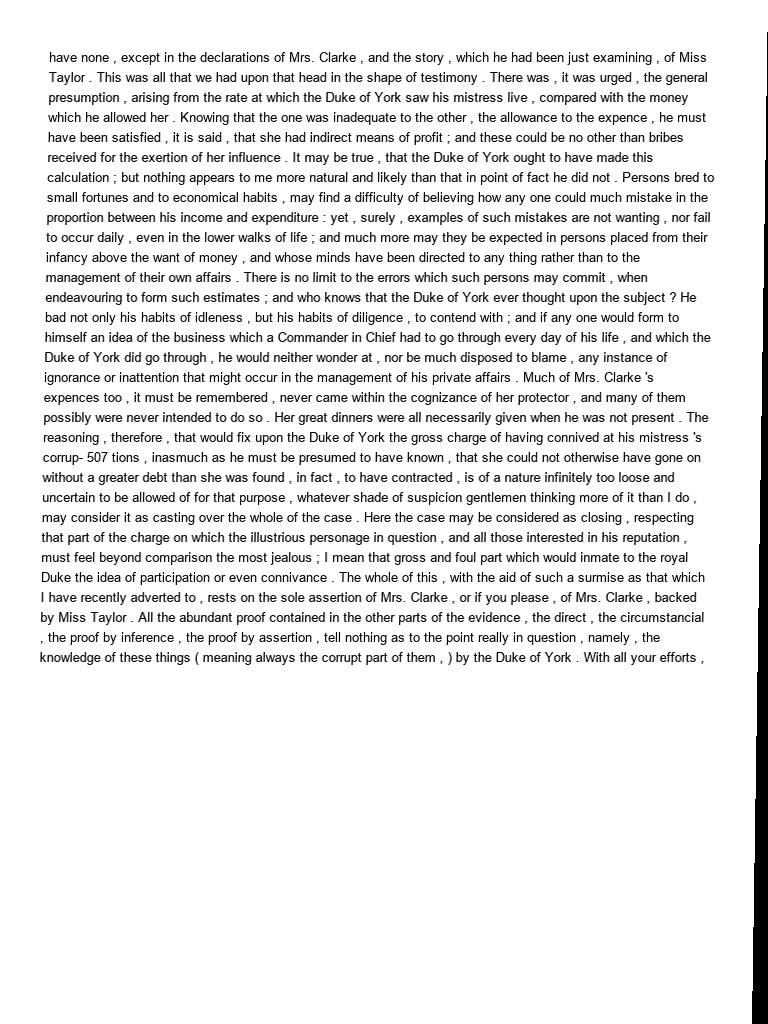 have none , except in the declarations of Mrs. Clarke , and the story , which he had been just examining , of Miss
Taylor . This was all that we had upon that head in the shape of testimony . There was , it was urged , the general
presumption , arising from the rate at which the Duke of York saw his mistress live , compared with the money
which he allowed her . Knowing that the one was inadequate to the other , the allowance to the expence , he must
have been satisfied , it is said , that she had indirect means of profit ; and these could be no other than bribes
received for the exertion of her influence . It may be true , that the Duke of York ought to have made this
calculation ; but nothing appears to me more natural and likely than that in point of fact he did not . Persons bred to
small fortunes and to economical habits , may find a difficulty of believing how any one could much mistake in the
proportion between his income and expenditure : yet , surely , examples of such mistakes are not wanting , nor fail
to occur daily , even in the lower walks of life ; and much more may they be expected in persons placed from their
infancy above the want of money , and whose minds have been directed to any thing rather than to the
management of their own affairs . There is no limit to the errors which such persons may commit , when
endeavouring to form such estimates ; and who knows that the Duke of York ever thought upon the subject ? He
bad not only his habits of idleness , but his habits of diligence , to contend with ; and if any one would form to
himself an idea of the business which a Commander in Chief had to go through every day of his life , and which the
Duke of York did go through , he would neither wonder at , nor be much disposed to blame , any instance of
ignorance or inattention that might occur in the management of his private affairs . Much of Mrs. Clarke 's
expences too , it must be remembered , never came within the cognizance of her protector , and many of them
possibly were never intended to do so . Her great dinners were all necessarily given when he was not present . The
reasoning , therefore , that would fix upon the Duke of York the gross charge of having connived at his mistress 's
corrup- 507 tions , inasmuch as he must be presumed to have known , that she could not otherwise have gone on
without a greater debt than she was found , in fact , to have contracted , is of a nature infinitely too loose and
uncertain to be allowed of for that purpose , whatever shade of suspicion gentlemen thinking more of it than I do ,
may consider it as casting over the whole of the case . Here the case may be considered as closing , respecting
that part of the charge on which the illustrious personage in question , and all those interested in his reputation ,
must feel beyond comparison the most jealous ; I mean that gross and foul part which would inmate to the royal
Duke the idea of participation or even connivance . The whole of this , with the aid of such a surmise as that which
I have recently adverted to , rests on the sole assertion of Mrs. Clarke , or if you please , of Mrs. Clarke , backed
by Miss Taylor . All the abundant proof contained in the other parts of the evidence , the direct , the circumstancial
, the proof by inference , the proof by assertion , tell nothing as to the point really in question , namely , the
knowledge of these things ( meaning always the corrupt part of them , ) by the Duke of York . With all your efforts ,